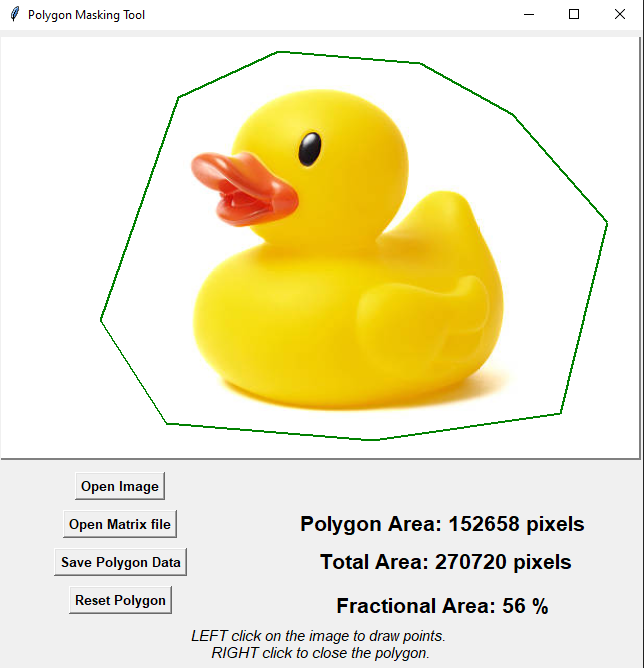 Polygon Masking Tool
Open Image
Open Matrix file
Save Polygon Data
Reset Polygon
Polygon Area: 152658 pixels
Total Area: 270720 pixels
Fractional Area: 56 %
LEFT click on the image to draw points.
RIGHT click to close the polygon.